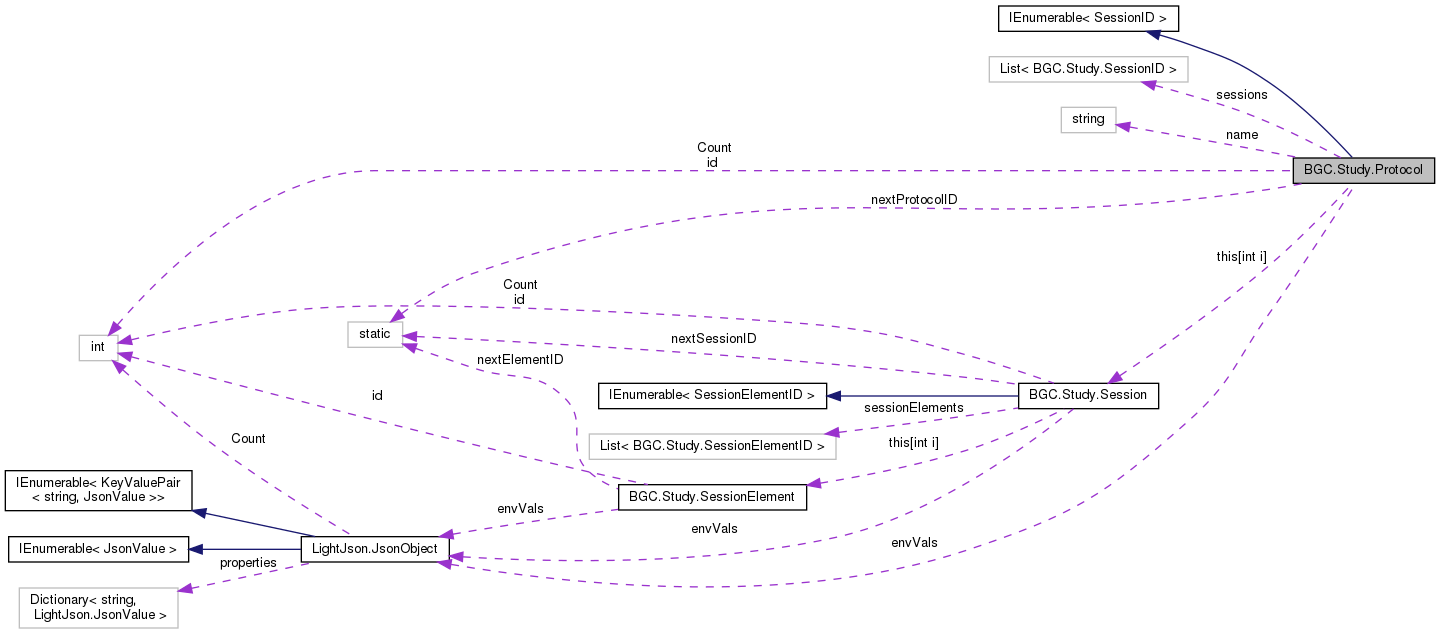 IEnumerable< SessionID >
List< BGC.Study.SessionID >
sessions
string
name
Count
id
BGC.Study.Protocol
nextProtocolID
this[int i]
Count
id
static
nextSessionID
int
nextElementID
id
IEnumerable< SessionElementID >
BGC.Study.Session
sessionElements
List< BGC.Study.SessionElementID >
this[int i]
Count
IEnumerable< KeyValuePair
< string, JsonValue >>
BGC.Study.SessionElement
envVals
envVals
envVals
IEnumerable< JsonValue >
LightJson.JsonObject
properties
Dictionary< string,
LightJson.JsonValue >